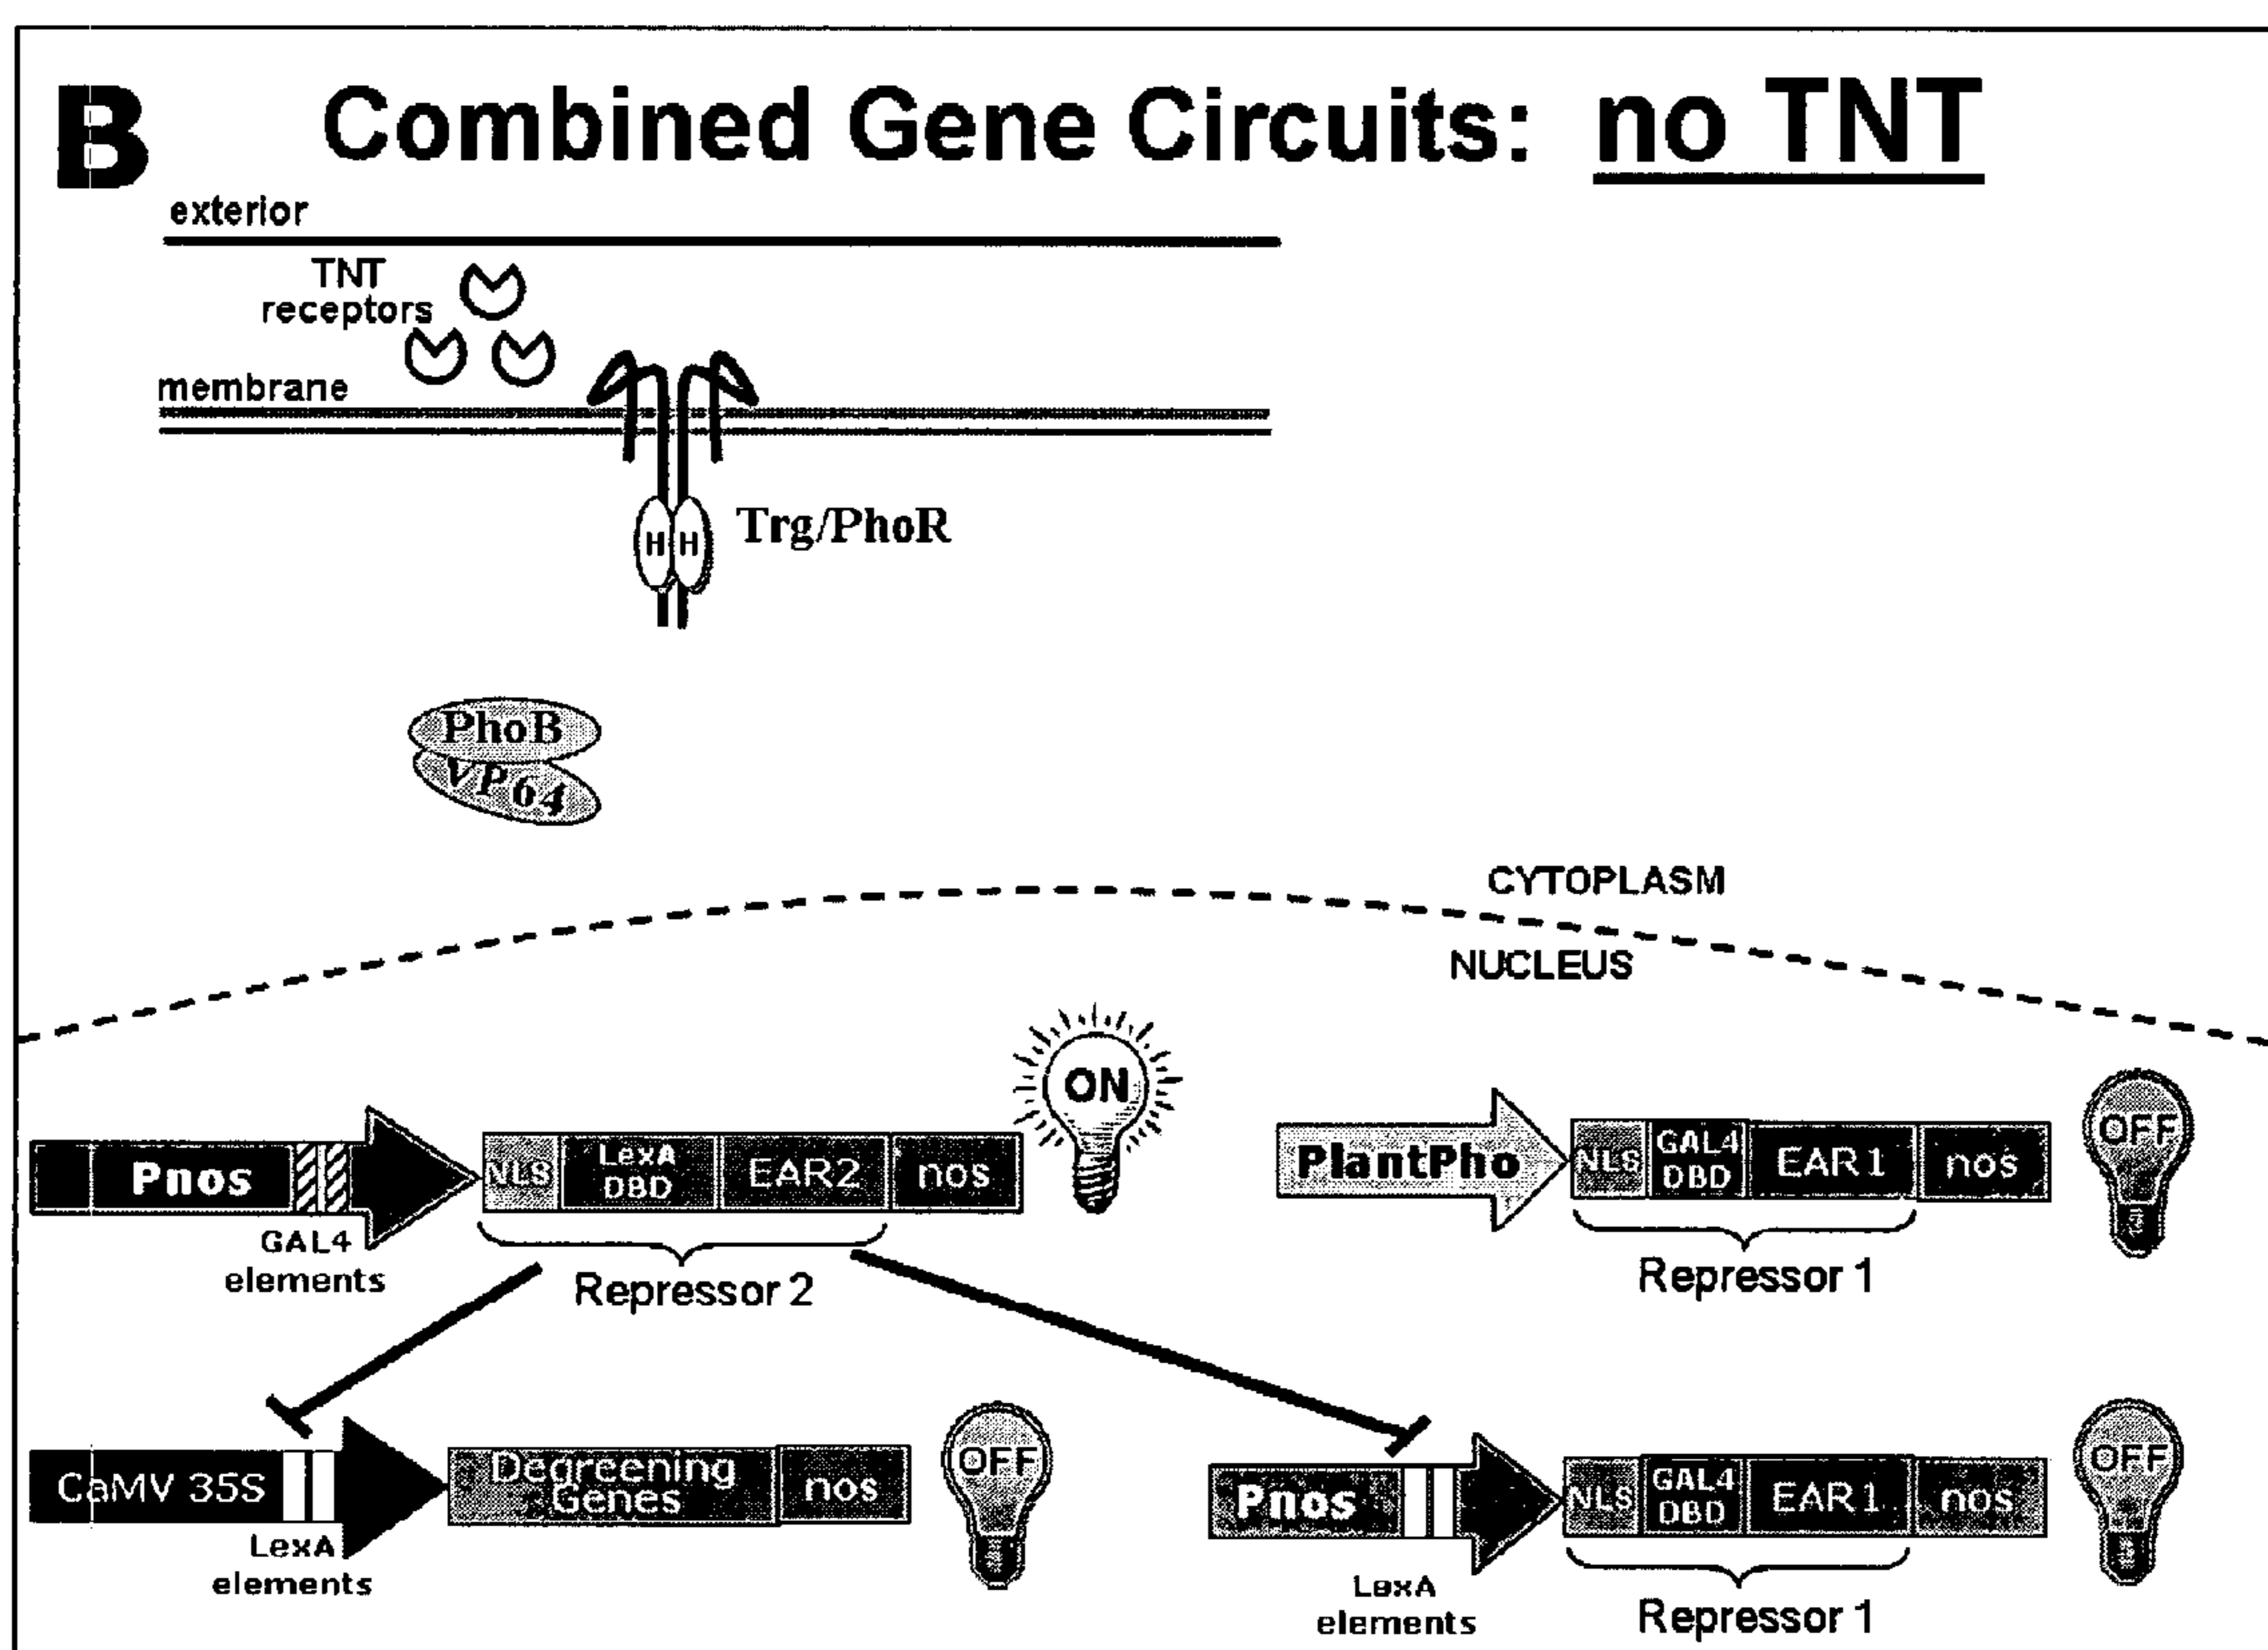 B Combined Gene Circuits: no TNT
exterior
TNT
receptors
membrane
H H
Trg/PhoR
PhoB
VP64
CYTOPLASM
NUCLEUS
ON
OFF
Pnos
NLS
LexA
DBD
EAR2
nos
PlantPho
NLS
GAL4
DBD
EAR1
nos
GAL4
elements
Repressor 2
Repressor 1
CaMV 35S
Degreening
Genes
nos
OFF
Pnos
NLS
GAL4
DBD
EAR1
nos
OFF
LexA
elements
LexA
elements
Repressor 1